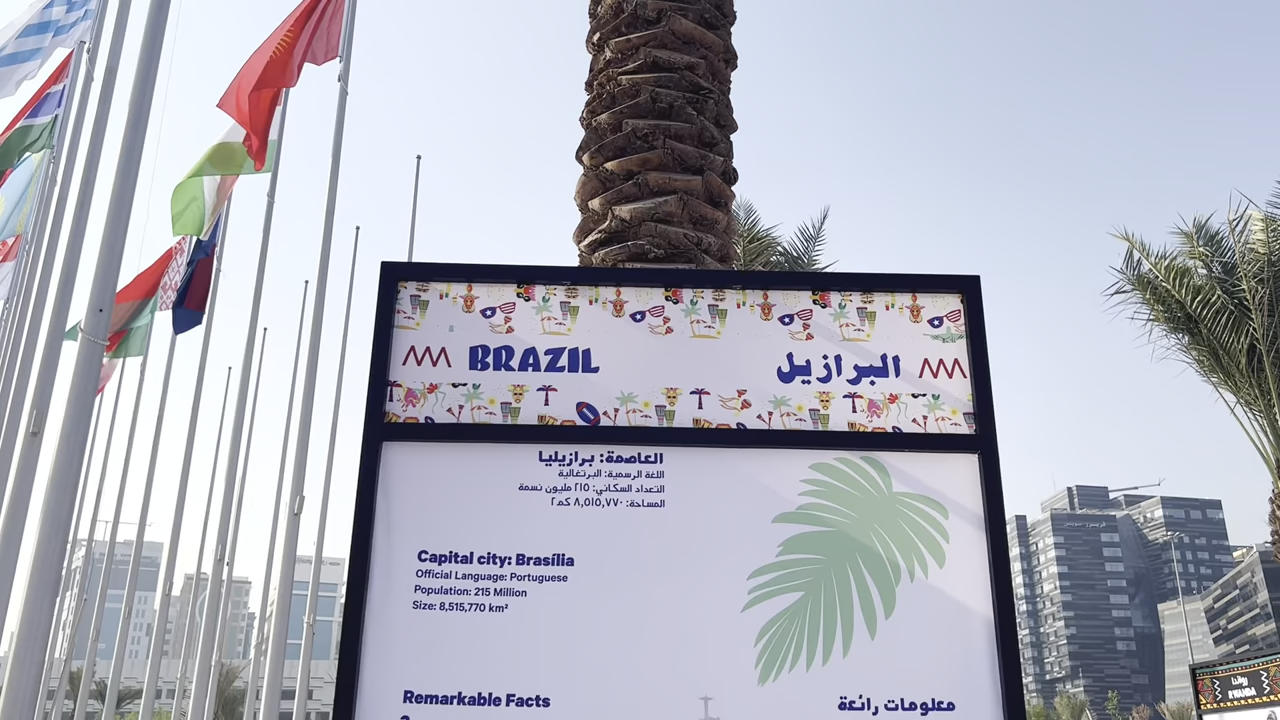 BRAZIL
البرازيل
العاصمة: برازيليا
اللغة الرسمية: البرتغالية
التعداد السكاني: ٢١٥ مليون نسمة
المساحة: ٨,٥١٥,٧٧٠ كم٢
Capital city: Brasília
Official Language: Portuguese
Population: 215 Million
Size: 8,515,770 km²
Remarkable Facts
معلومات رائعة
رواندا
RWANDA